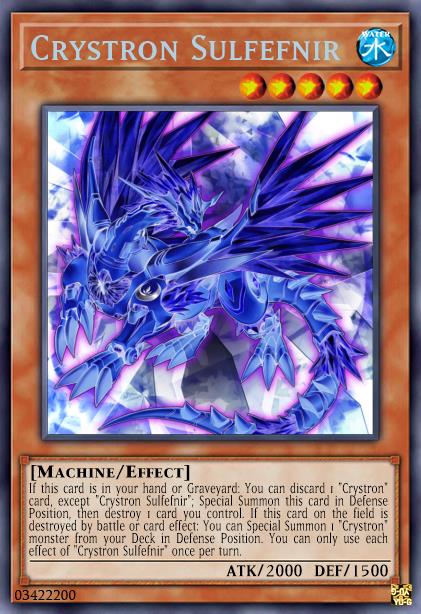 CRYSTRON SULFEFNIR
WATER
水
[MACHINE/EFFECT]
If this card is in your hand or Graveyard: You can discard 1 "Crystron"
card, except "Crystron Sulfefnir"; Special Summon this card in Defense
Position, then destroy 1 card you control. If this card on the field is
destroyed by battle or card effect: You can Special Summon 1 "Crystron"
monster from your Deck in Defense Position. You can only use each
effect of "Crystron Sulfefnir" once per turn.
ATK/2000 DEF/1500
03422200